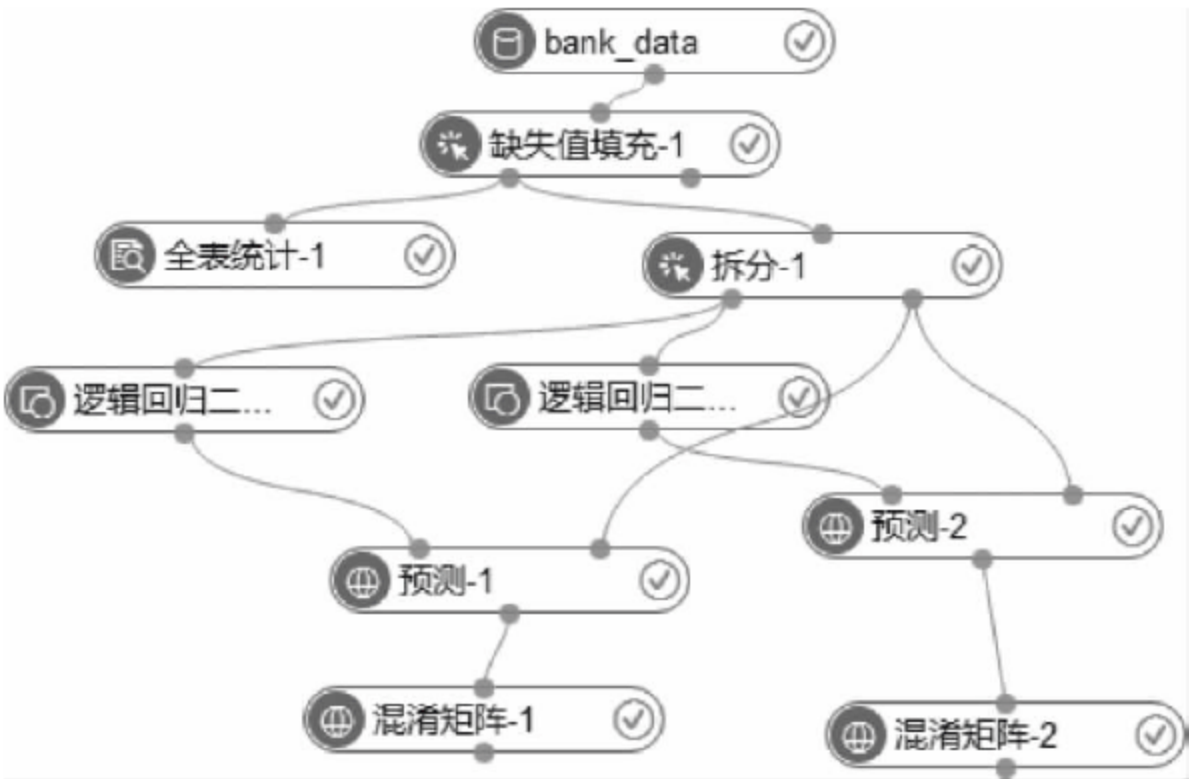 bank_data
缺失值填充-1
全表统计-1
拆分-1
逻辑回归二...
逻辑回归二...
预测-2
预测-1
混淆矩阵-1
混淆矩阵-2